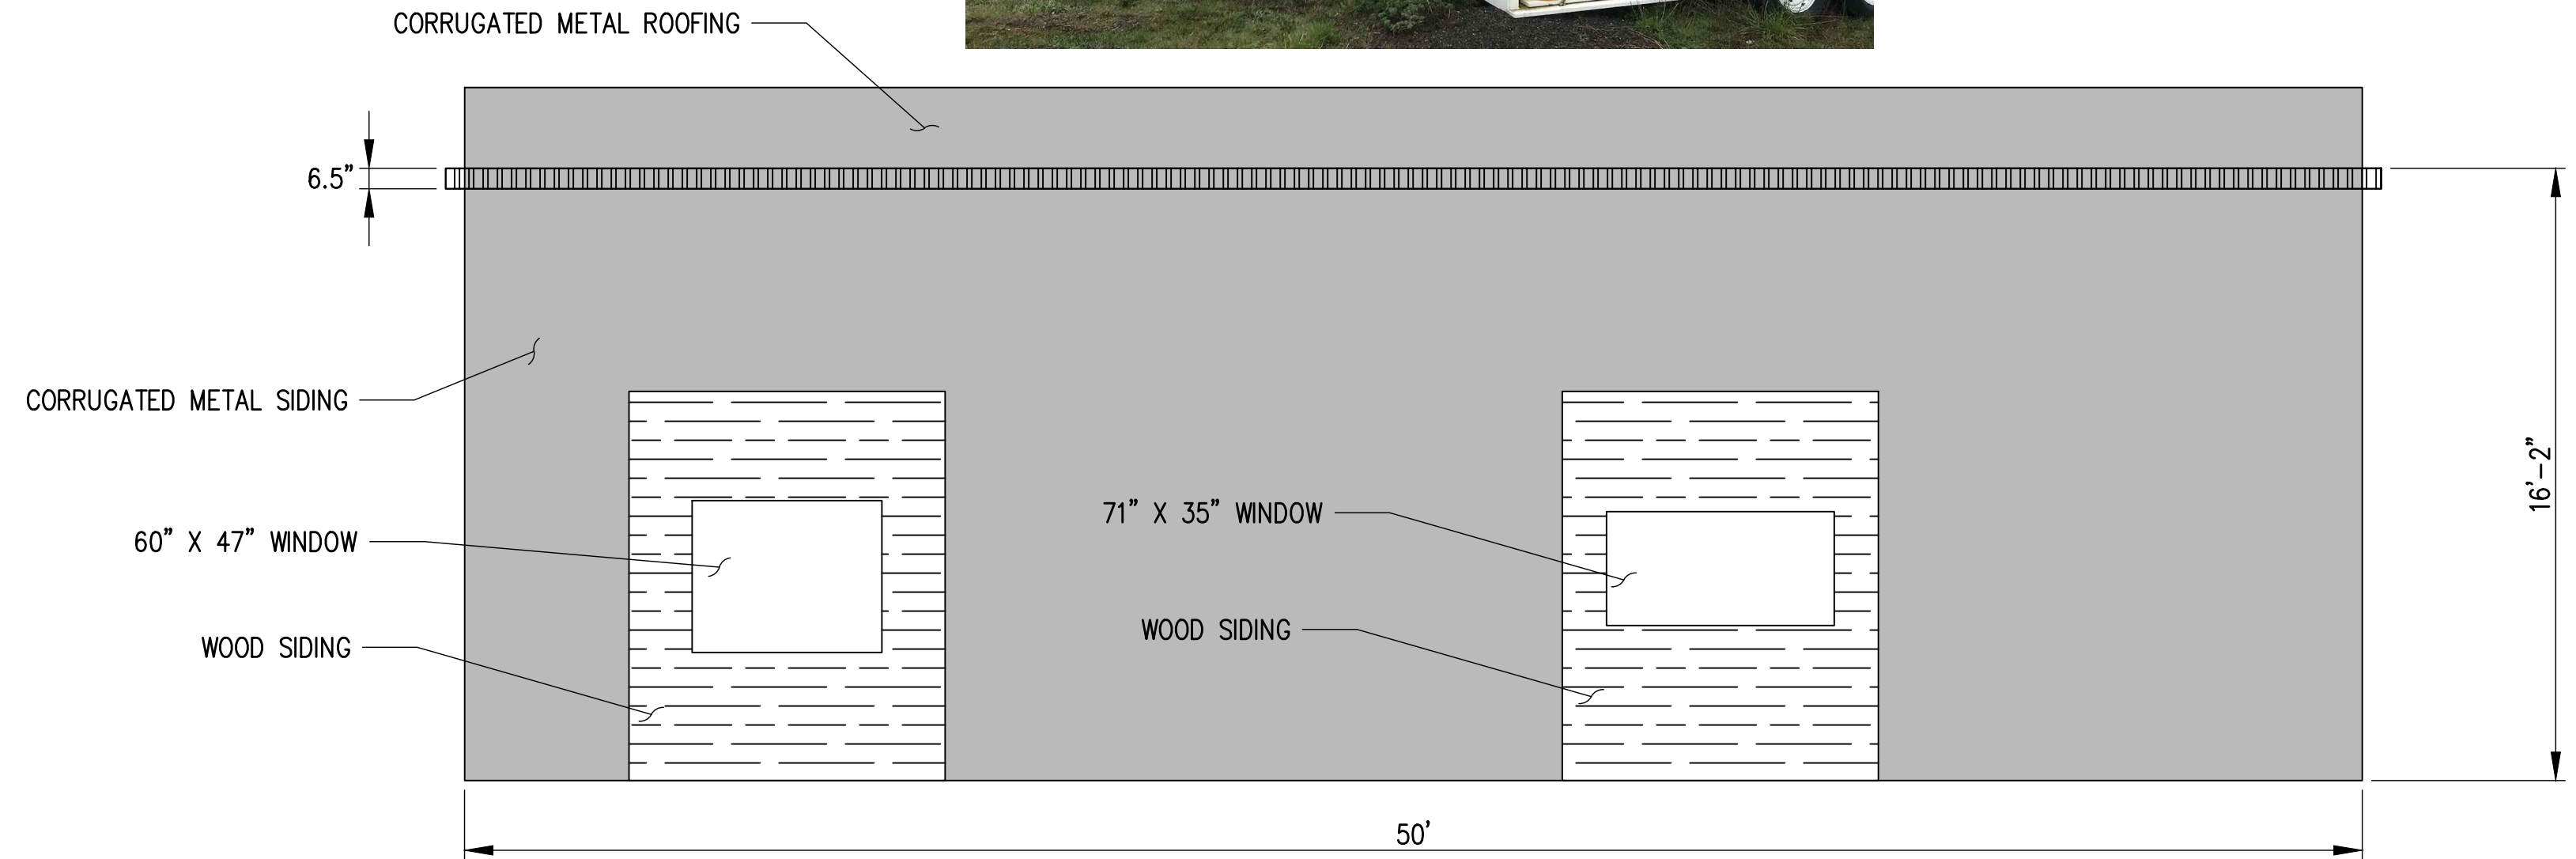 CORRUGATED METAL ROOFING
6.5”
CORRUGATED METAL SIDING
60” X 47” WINDOW
71” X 35” WINDOW
WOOD SIDING
WOOD SIDING
16’-2”
50’